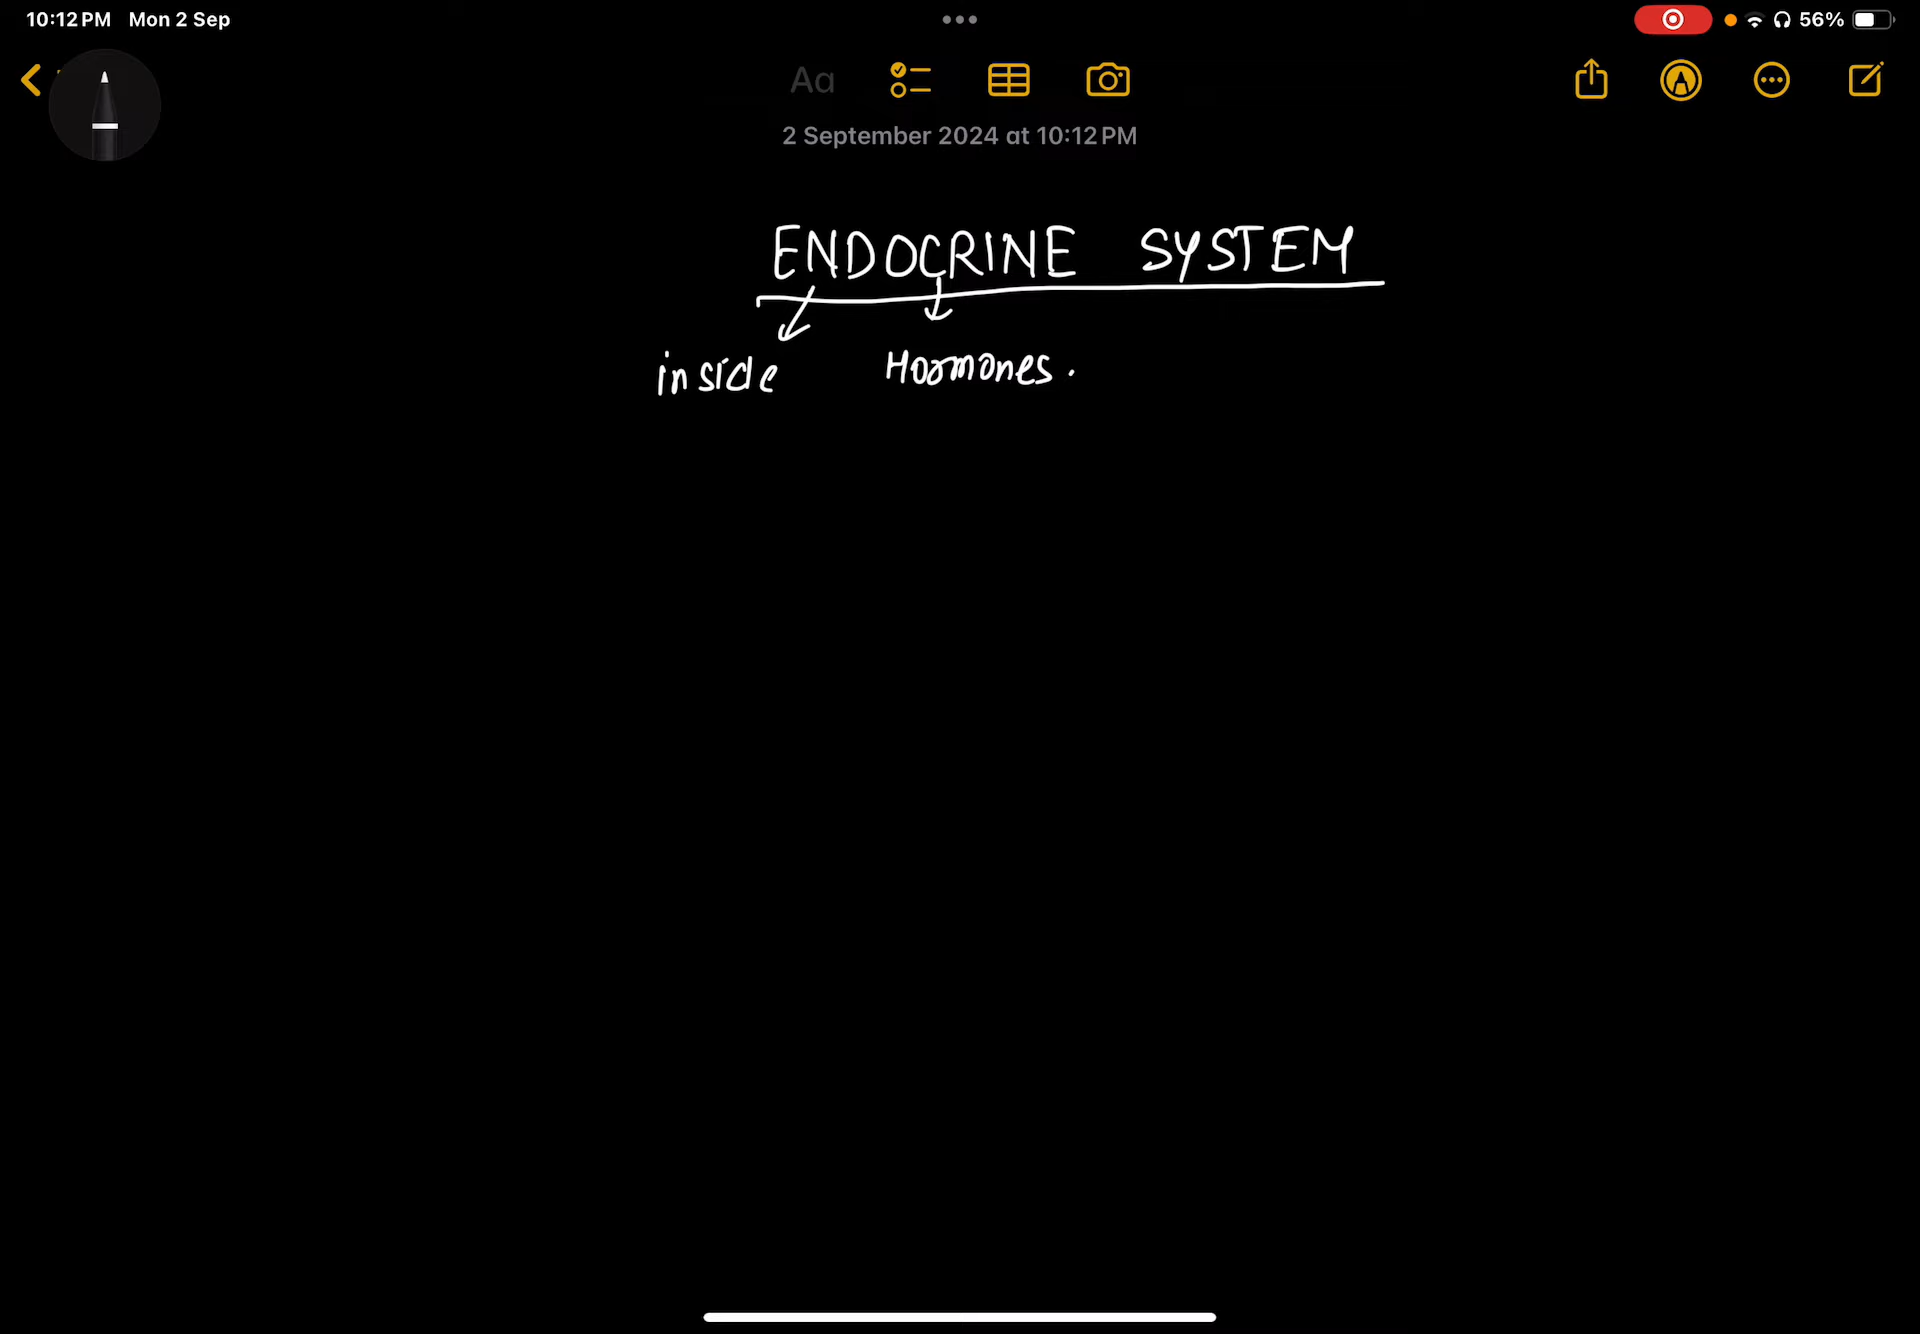 10:12 PM Mon 2 Sep 56%
Aa
2 September 2024 at 10:12 PM
ENDOCRINE SYSTEM
inside Hormones.